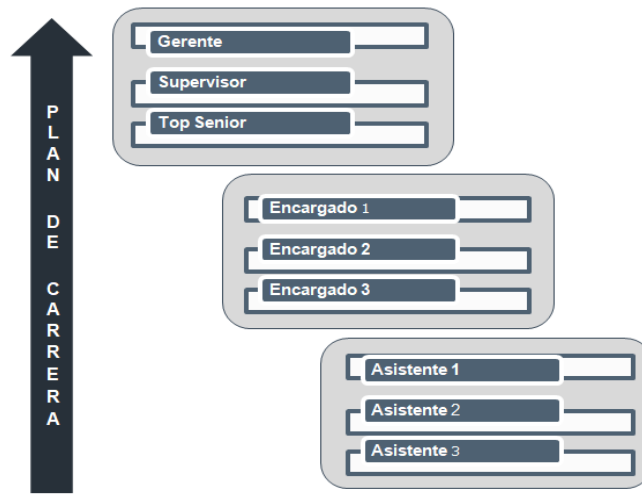 PLAN DE CARRERA
Gerente
Supervisor
Top Senior
Encargado 1
Encargado 2
Encargado 3
Asistente 1
Asistente 2
Asistente 3